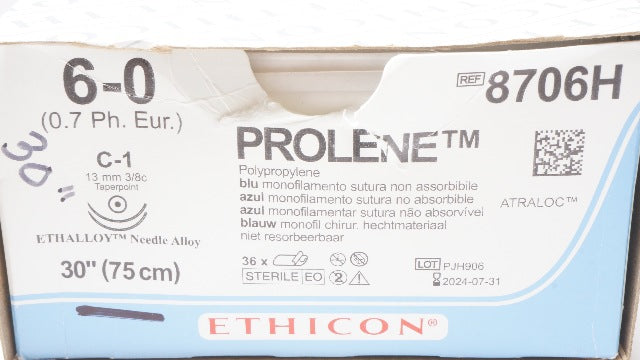 6-0
(0.7 Ph. Eur.)
REF 8706H
30"
C-1
13 mm 3/8c
Taperpoint
ETHALLOY™ Needle Alloy
30" (75 cm)
PROLENE™
Polypropylene
blu monofilamento sutura non assorbibile
azul monofilamento sutura no absorbible
azul monofilamentar sutura não absorvível
blauw monofil chirur. hechtmateriaal
niet resorbeerbaar
ATRALOC™
36 x
STERILE EO
2
LOT PJH906
2024-07-31
ETHICON®